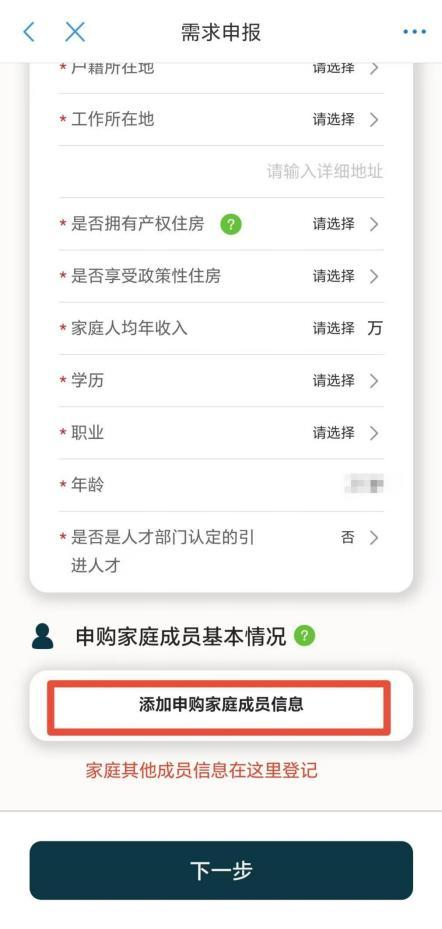 需求申报
* 户籍所在地 请选择
* 工作所在地 请选择
请输入详细地址
* 是否拥有产权住房 ? 请选择
* 是否享受政策性住房 请选择
* 家庭人均年收入 请选择 万
* 学历 请选择
* 职业 请选择
* 年龄
* 是否是人才部门认定的引 否
进人才
申购家庭成员基本情况 ?
添加申购家庭成员信息
家庭其他成员信息在这里登记
下一步